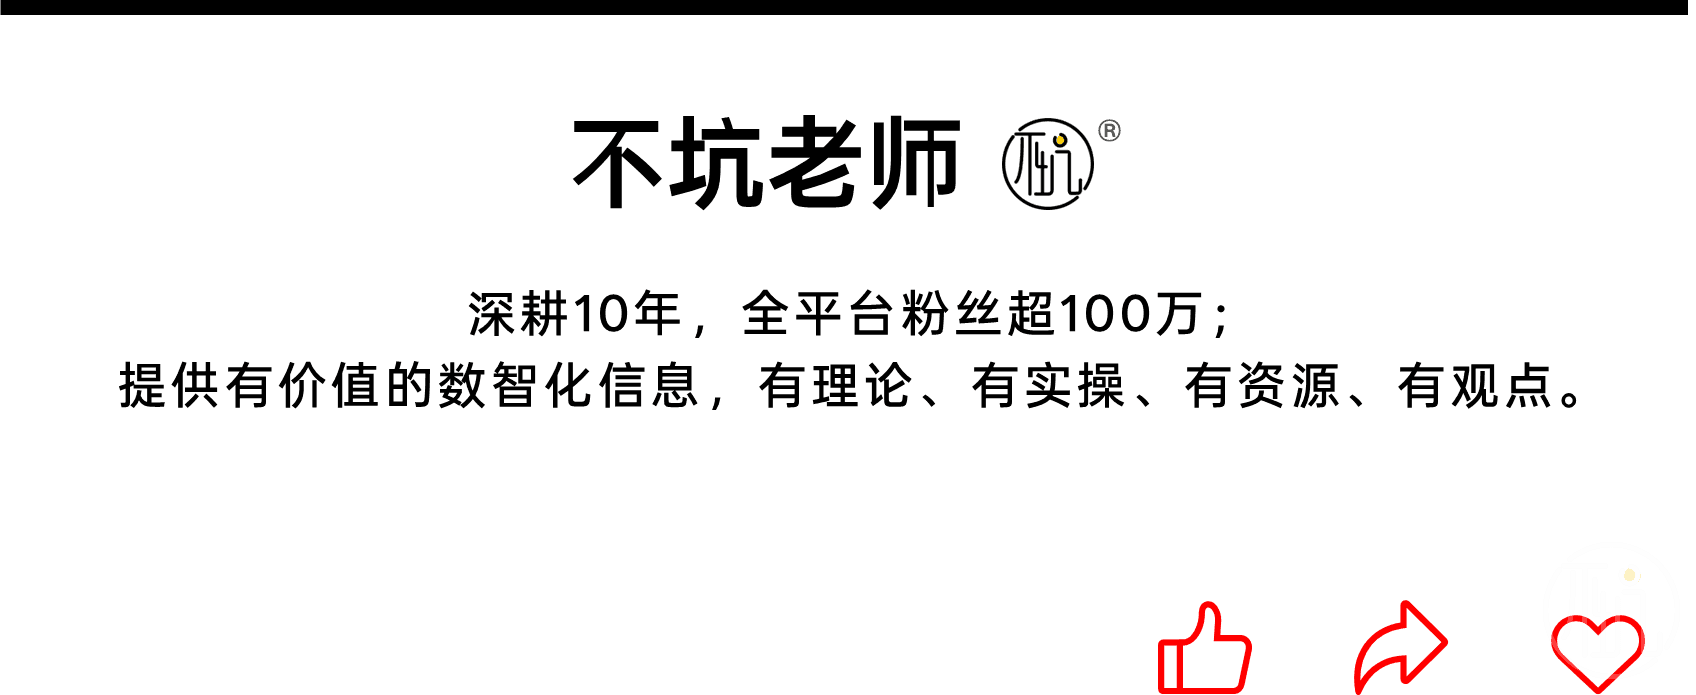 不坑老师 不坑®
深耕10年，全平台粉丝超100万；
提供有价值的数智化信息，有理论、有实操、有资源、有观点。